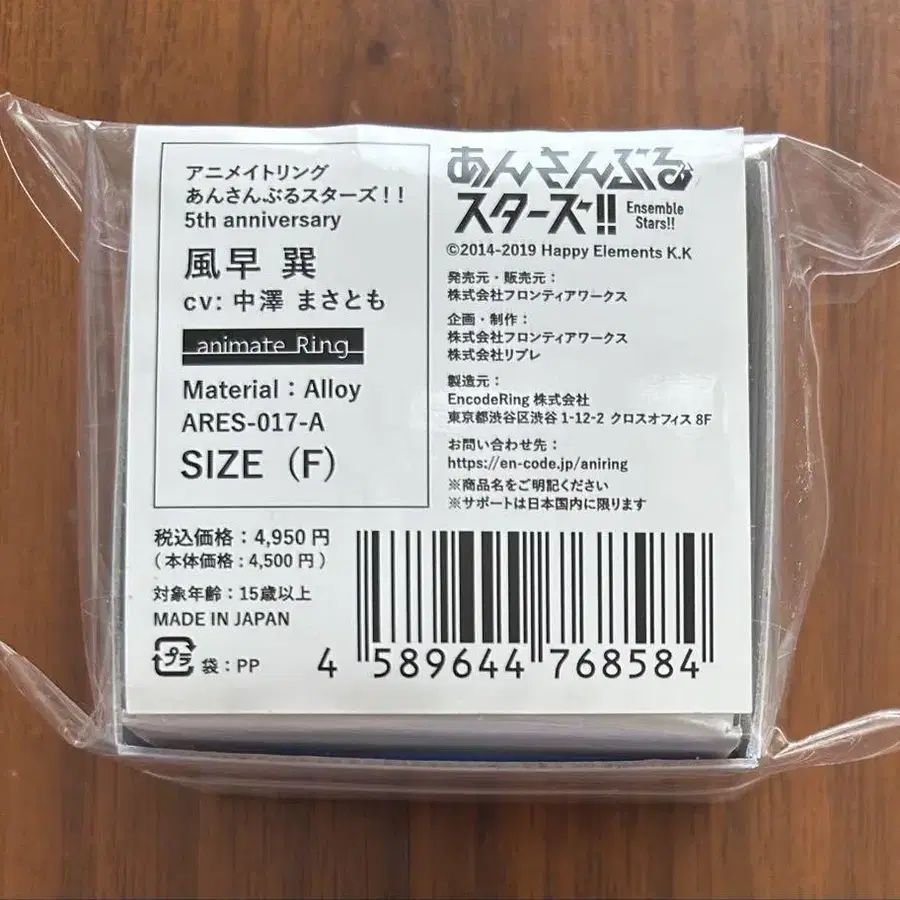 アニメイトリング
あんさんぶるスターズ！！
5th anniversary
風早 巽
cv: 中澤 まさとも
animate Ring
Material：Alloy
ARES-017-A
SIZE（F）
あんさんぶる
スターズ!!
Ensemble
Stars!!
©2014-2019 Happy Elements K.K
発売元・販売元：
株式会社フロンティアワークス
企画・制作：
株式会社フロンティアワークス
株式会社リブレ
製造元：
EncodeRing 株式会社
東京都渋谷区渋谷 1-12-2 クロスオフィス 8F
お問い合わせ先：
https://en-code.jp/aniring
※商品名をご明記ください
※サポートは日本国内に限ります
税込価格：4,950 円
（本体価格：4,500 円）
対象年齢：15歳以上
MADE IN JAPAN
プラ
袋：PP
4 589644 768584